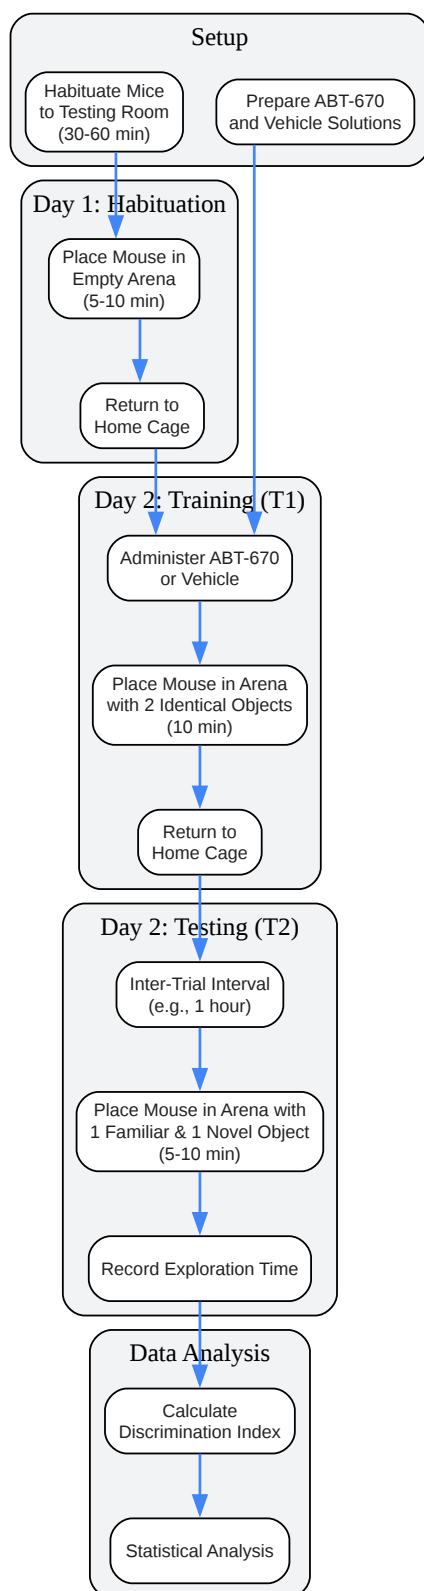 Setup
Habituate Mice
to Testing Room
(30-60 min)
Prepare ABT-670
and Vehicle Solutions
Day 1: Habituation
Place Mouse in
Empty Arena
(5-10 min)
Return to
Home Cage
Day 2: Training (T1)
Administer ABT-670
or Vehicle
Place Mouse in Arena
with 2 Identical Objects
(10 min)
Return to
Home Cage
Day 2: Testing (T2)
Inter-Trial Interval
(e.g., 1 hour)
Place Mouse in Arena with
1 Familiar & 1 Novel Object
(5-10 min)
Record Exploration Time
Data Analysis
Calculate
Discrimination Index
Statistical Analysis